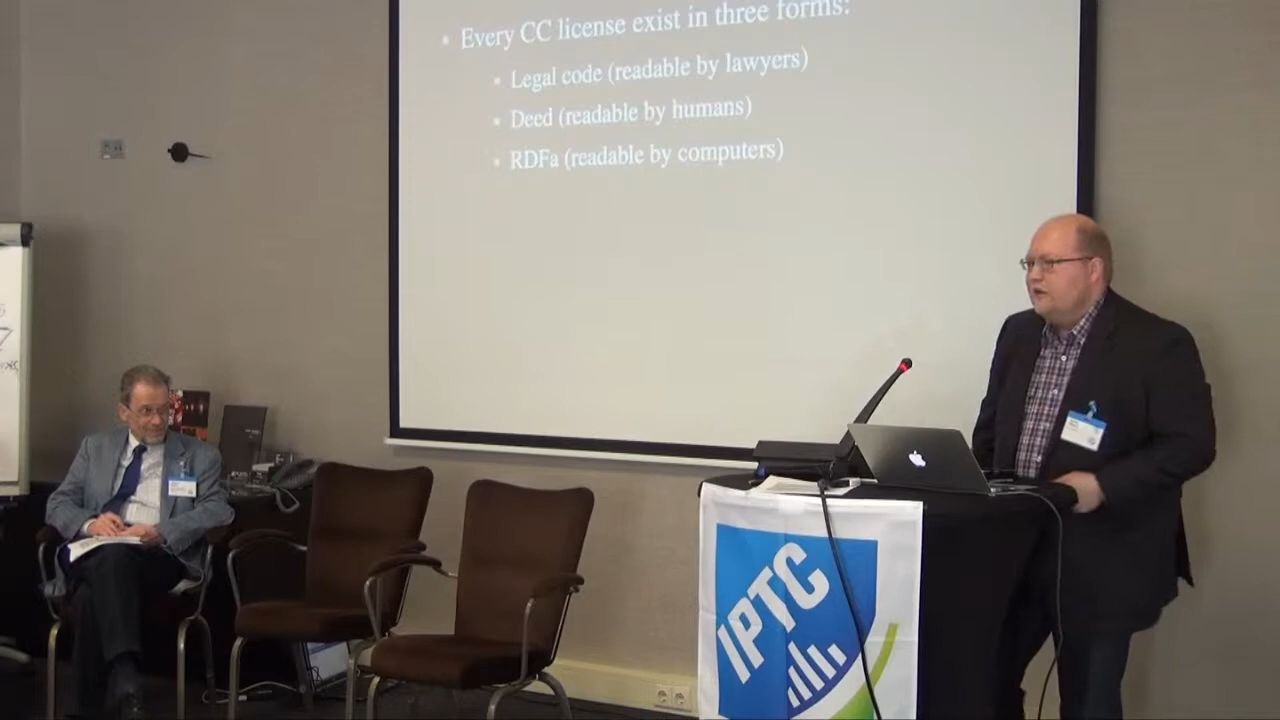 Every CC license exist in three forms:
Legal code (readable by lawyers)
Deed (readable by humans)
RDFa (readable by computers)
IPTC